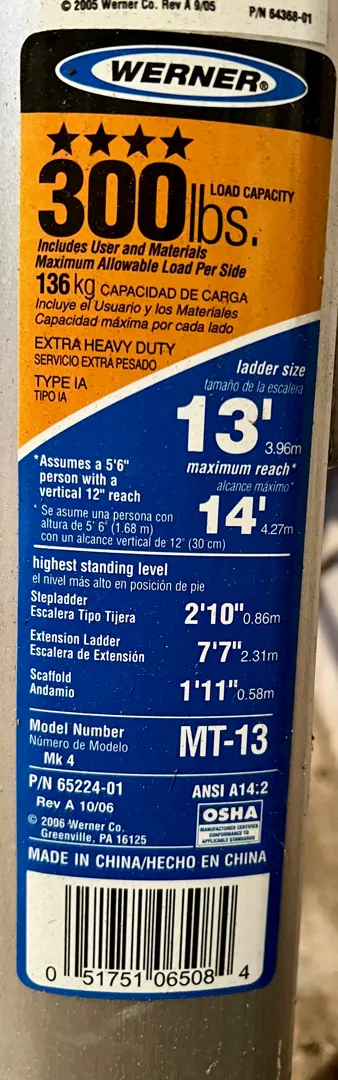 © 2005 Werner Co. Rev A 9/05 P/N 64368-01
WERNER®
300 lbs.
LOAD CAPACITY
Includes User and Materials
Maximum Allowable Load Per Side
136 kg CAPACIDAD DE CARGA
Incluye el Usuario y los Materiales
Capacidad máxima por cada lado
EXTRA HEAVY DUTY
SERVICIO EXTRA PESADO
TYPE IA
TIPO IA
ladder size
tamaño de la escalera
13' 3.96m
maximum reach*
alcance máximo*
14' 4.27m
*Assumes a 5'6"
person with a
vertical 12" reach
* Se asume una persona con
altura de 5' 6" (1.68 m)
con un alcance vertical de 12" (30 cm)
highest standing level
el nivel más alto en posición de pie
Stepladder
Escalera Tipo Tijera 2'10" 0.86m
Extension Ladder
Escalera de Extensión 7'7" 2.31m
Scaffold
Andamio 1'11" 0.58m
Model Number
Número de Modelo
Mk 4
MT-13
P/N 65224-01 ANSI A14:2
Rev A 10/06
© 2006 Werner Co.
Greenville, PA 16125
OSHA
MANUFACTURER CERTIFIES
CONFORMANCE TO
APPLICABLE STANDARDS
MADE IN CHINA/HECHO EN CHINA
0 51751 06508 4